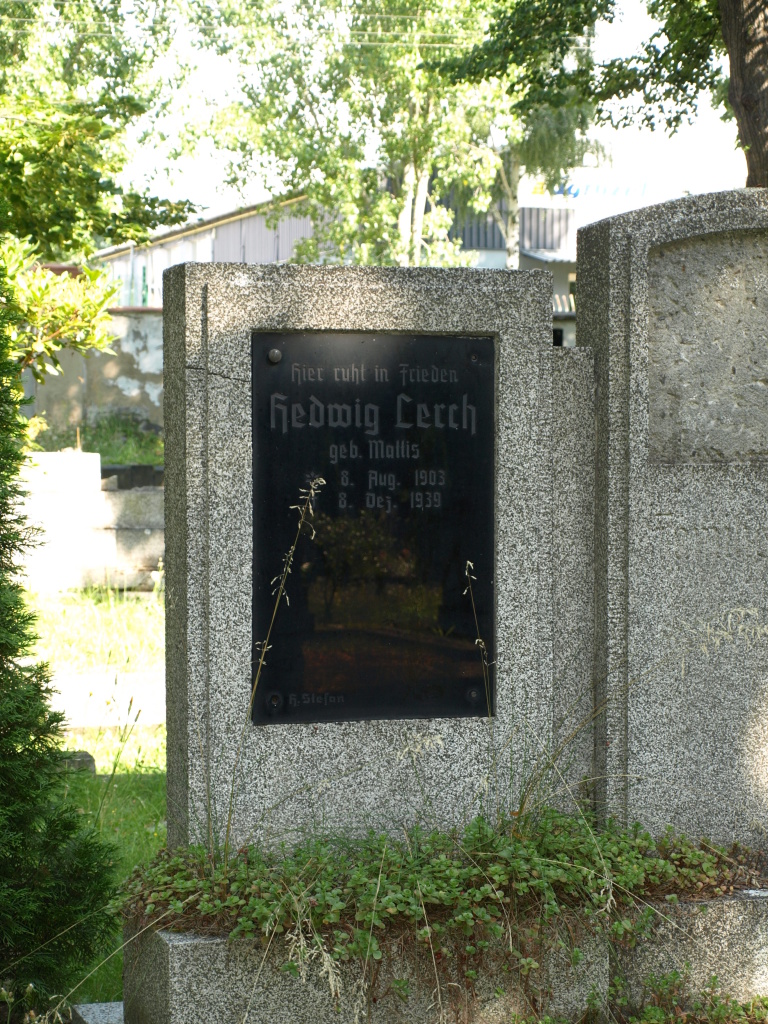 Hier ruht in Frieden
Hedwig Lerch
geb. Mallis
8. Aug. 1903
8. Dez. 1939
H. Stefan